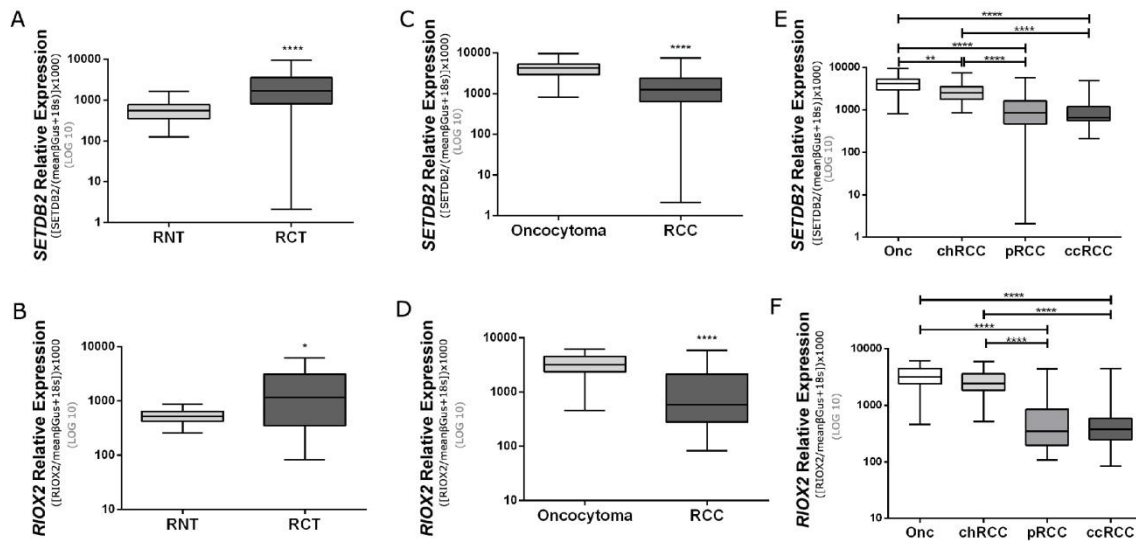 A
SETDB2 Relative Expression
([SETDB2/(meanβGus+18s)]x1000)
(LOG 10)
10000
1000
100
10
1
****
RNT
RCT
B
RIOX2 Relative Expression
([RIOX2/meanβGus+18s])x1000
(LOG 10)
10000
1000
100
10
*
RNT
RCT
C
SETDB2 Relative Expression
([SETDB2/(meanβGus+18s)]x1000)
(LOG 10)
10000
1000
100
10
1
****
Oncocytoma
RCC
D
RIOX2 Relative Expression
([RIOX2/meanβGus+18s])x1000
(LOG 10)
10000
1000
100
10
****
Oncocytoma
RCC
E
SETDB2 Relative Expression
([SETDB2/(meanβGus+18s)]x1000)
(LOG 10)
****
****
****
** ****
10000
1000
100
10
1
Onc
chRCC
pRCC
ccRCC
F
RIOX2 Relative Expression
([RIOX2/meanβGus+18s])x1000
(LOG 10)
****
****
****
****
10000
1000
100
10
Onc
chRCC
pRCC
ccRCC